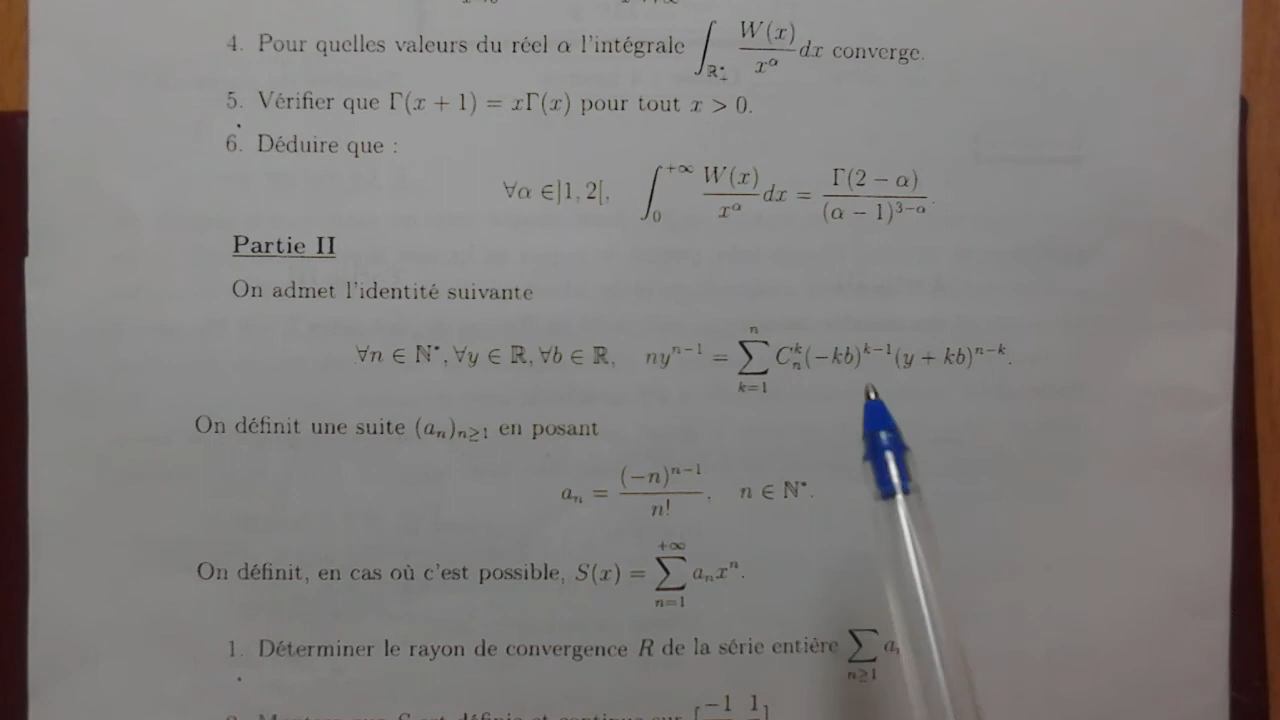 4. Pour quelles valeurs du réel α l'intégrale ∫_{ℝ*₊} W(x)/x^α dx converge.
5. Vérifier que Γ(x + 1) = xΓ(x) pour tout x > 0.
6. Déduire que :
∀α ∈]1, 2[, ∫_0^{+∞} W(x)/x^α dx = Γ(2 − α)/(α − 1)^{3−α}.
Partie II
On admet l'identité suivante
∀n ∈ ℕ*, ∀y ∈ ℝ, ∀b ∈ ℝ, ny^{n−1} = ∑_{k=1}^{n} C_n^k(−kb)^{k−1}(y + kb)^{n−k}.
On définit une suite (a_n)_{n≥1} en posant
a_n = (−n)^{n−1}/n!, n ∈ ℕ*.
On définit, en cas où c'est possible, S(x) = ∑_{n=1}^{+∞} a_n x^n.
1. Déterminer le rayon de convergence R de la série entière ∑_{n≥1} a